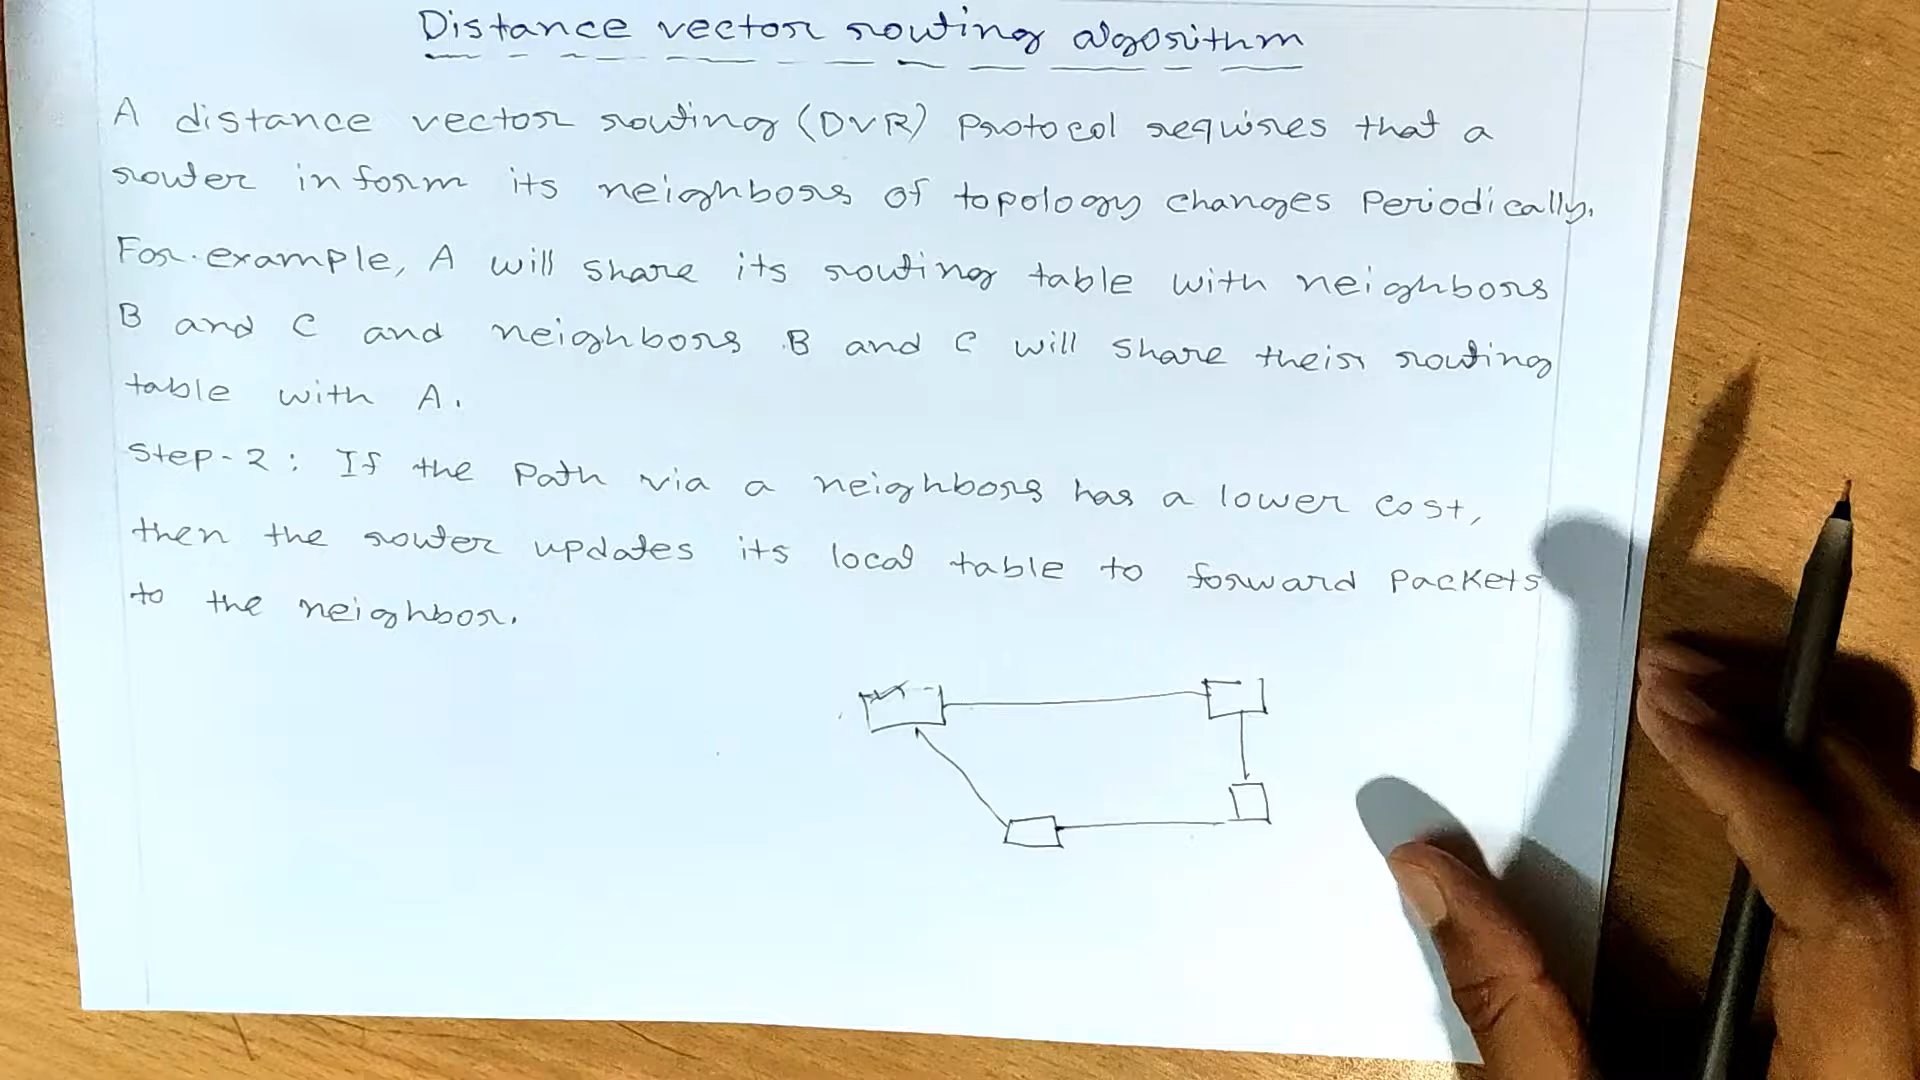 Distance vector routing algorithm
A distance vector routing (DVR) Protocol requires that a
router inform its neighbors of topology changes Periodically.
For example, A will share its routing table with neighbors
B and C and neighbors B and C will share their routing
table with A.
Step-2: If the Path via a neighbors has a lower cost,
then the router updates its local table to forward Packets
to the neighbor.